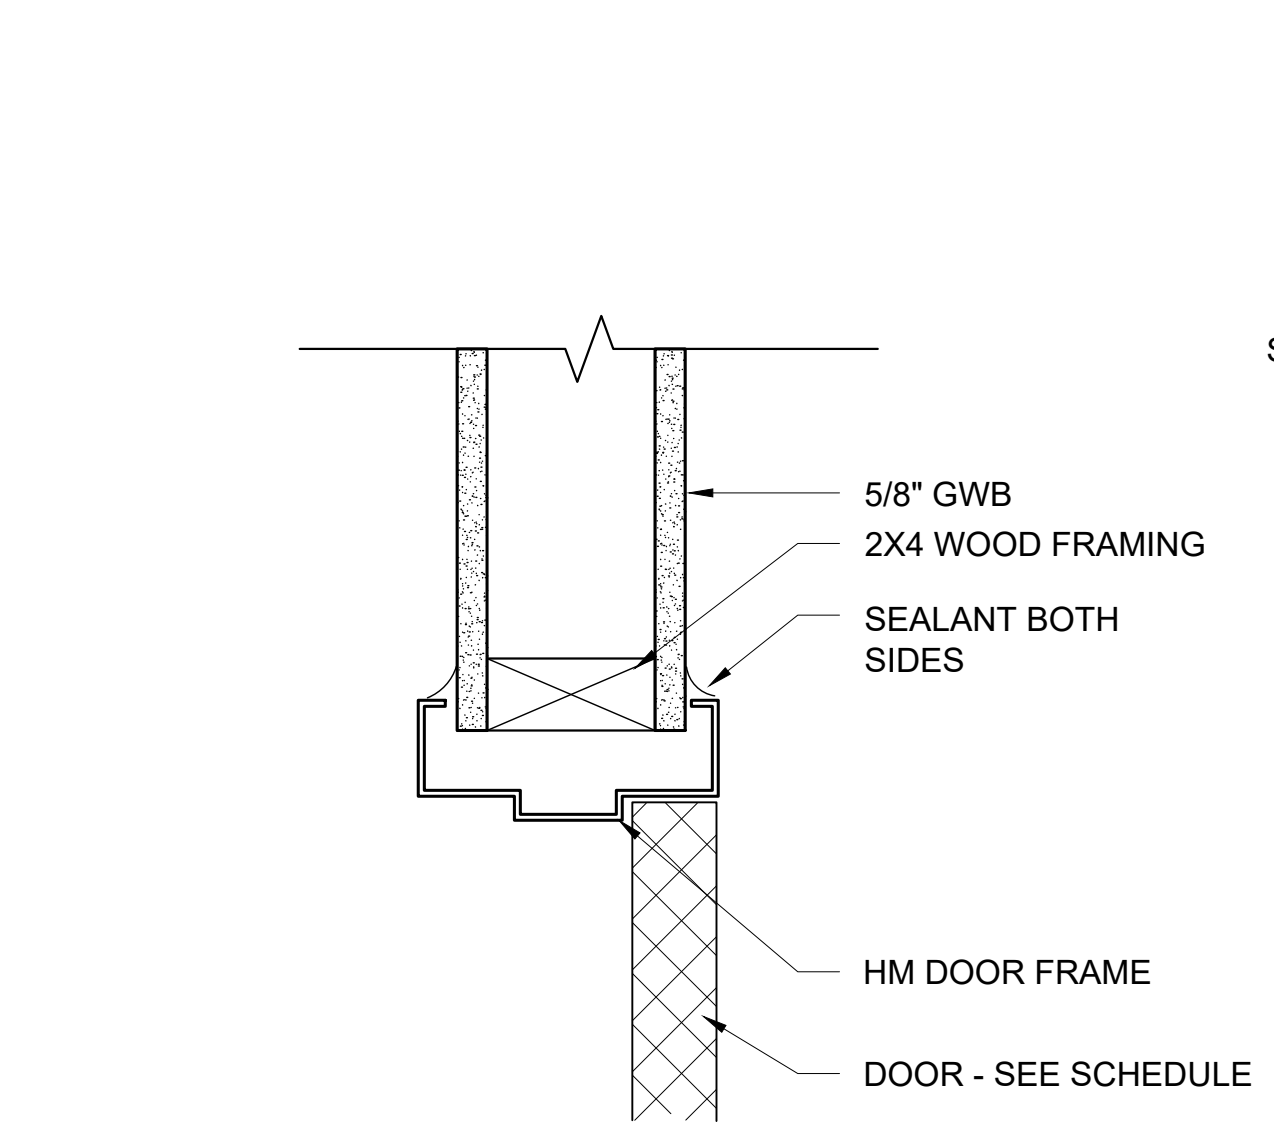 5/8" GWB
2X4 WOOD FRAMING
SEALANT BOTH
SIDES
HM DOOR FRAME
DOOR - SEE SCHEDULE